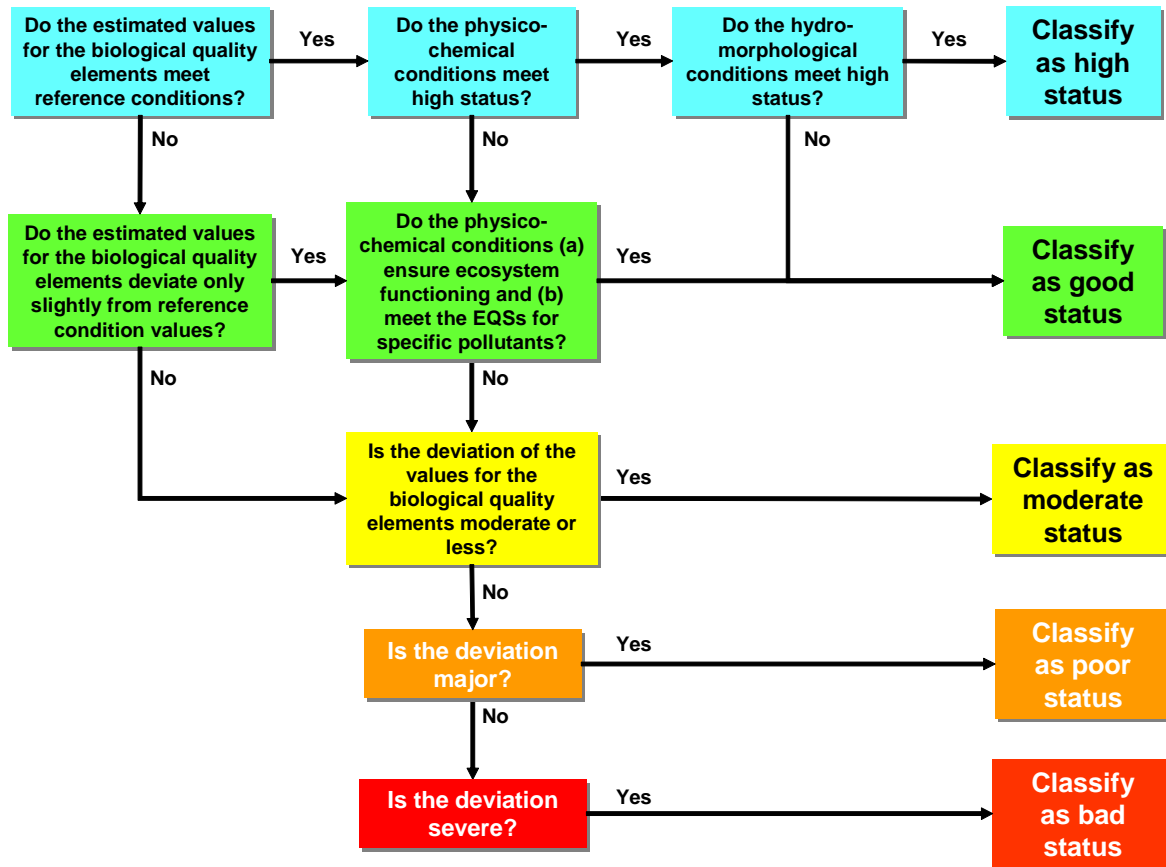 Do the estimated values
for the biological quality
elements meet
reference conditions?
Yes
Do the physico-
chemical
conditions meet
high status?
Yes
Do the hydro-
morphological
conditions meet high
status?
Yes
Classify
as high
status
No
No
No
Do the estimated values
for the biological quality
elements deviate only
slightly from reference
condition values?
Yes
Do the physico-
chemical conditions (a)
ensure ecosystem
functioning and (b)
meet the EQSs for
specific pollutants?
Yes
Classify
as good
status
No
No
Is the deviation of the
values for the
biological quality
elements moderate or
less?
Yes
Classify as
moderate
status
No
Is the deviation
major?
Yes
Classify
as poor
status
No
Is the deviation
severe?
Yes
Classify
as bad
status